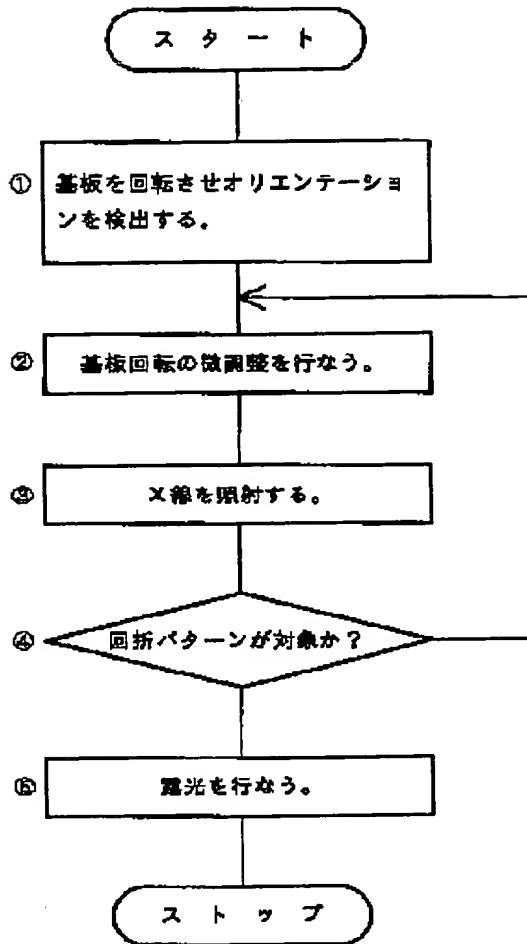 スタート
① 基板を回転させオリエンテーショ
ンを検出する。
② 基板回転の微調整を行なう。
③ X線を照射する。
④ 回折パターンが対象か？
⑤ 露光を行なう。
ストップ